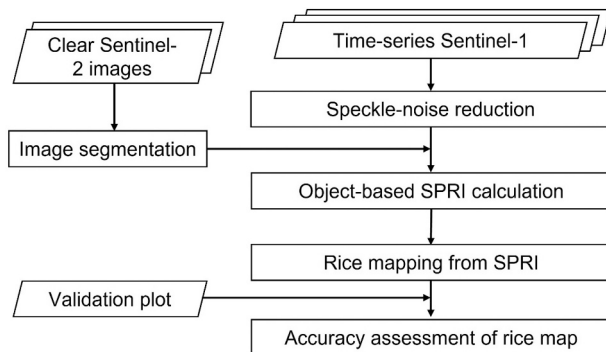 Clear Sentinel-
2 images
Time-series Sentinel-1
Speckle-noise reduction
Image segmentation
Object-based SPRI calculation
Rice mapping from SPRI
Validation plot
Accuracy assessment of rice map